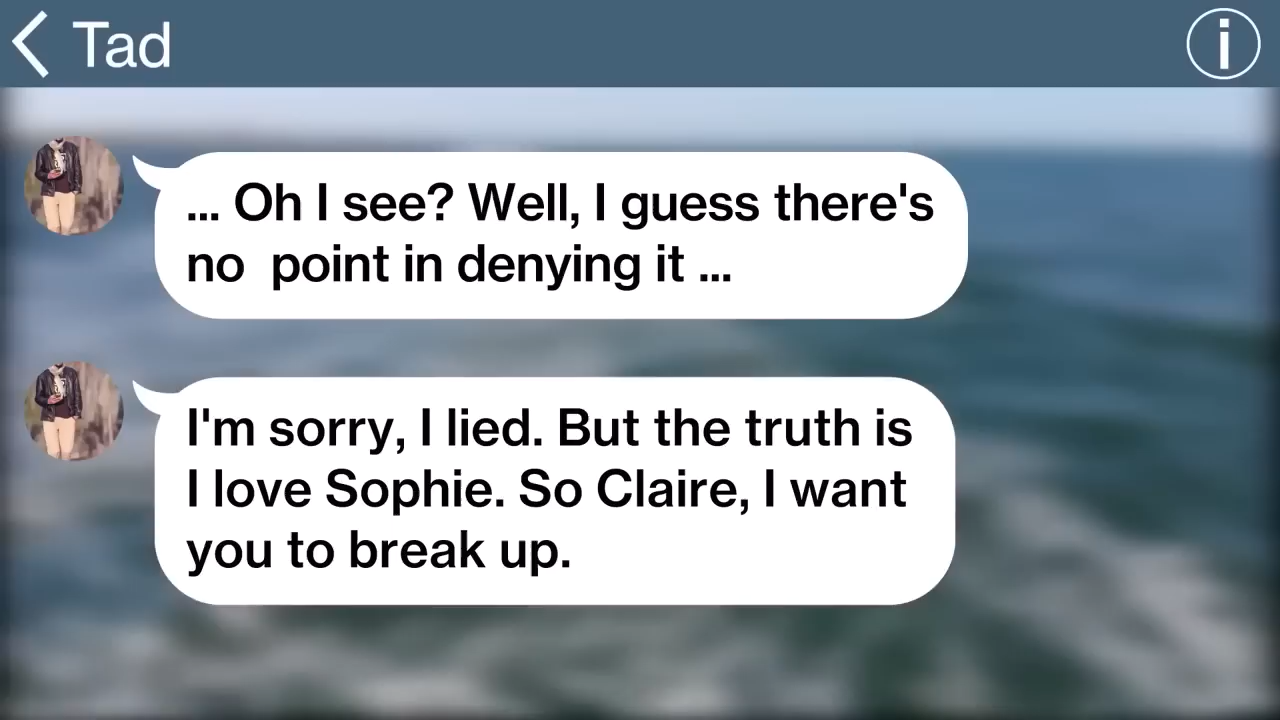 Tad
... Oh I see? Well, I guess there's
no  point in denying it ...
I'm sorry, I lied. But the truth is
I love Sophie. So Claire, I want
you to break up.